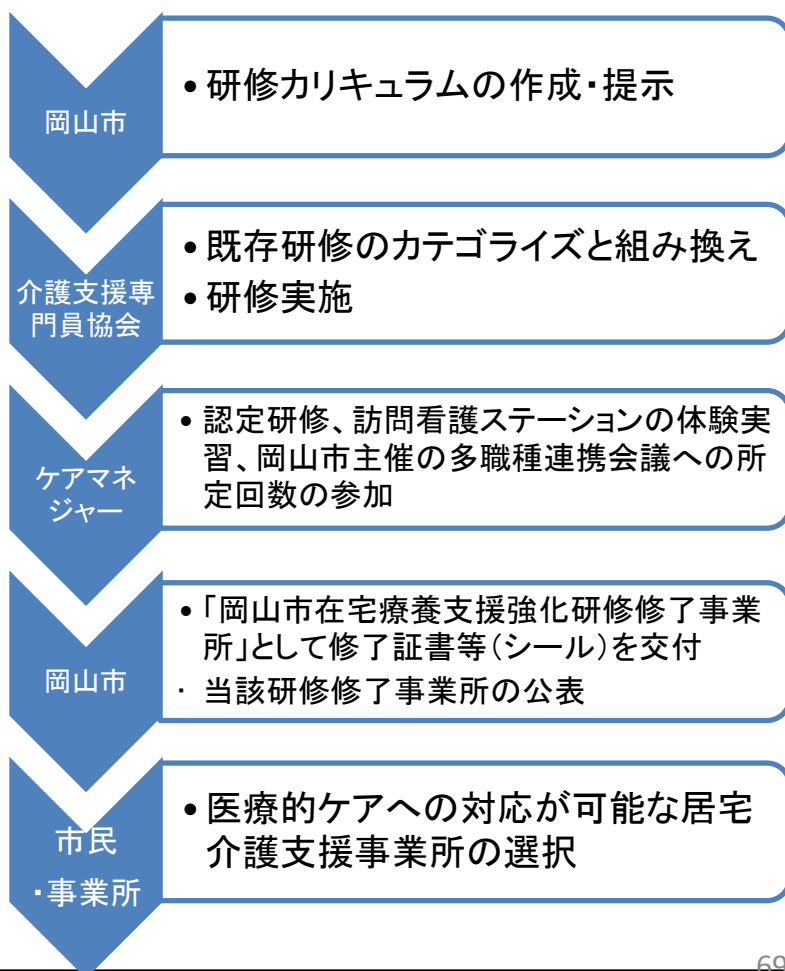 岡山市
•研修カリキュラムの作成・提示
介護支援専
門員協会
•既存研修のカテゴライズと組み換え
•研修実施
ケアマネ
ジャー
•認定研修、訪問看護ステーションの体験実
習、岡山市主催の多職種連携会議への所
定回数の参加
岡山市
•「岡山市在宅療養支援強化研修修了事業
所」として修了証書等(シール)を交付
・ 当該研修修了事業所の公表
市民
・事業所
•医療的ケアへの対応が可能な居宅
介護支援事業所の選択
69